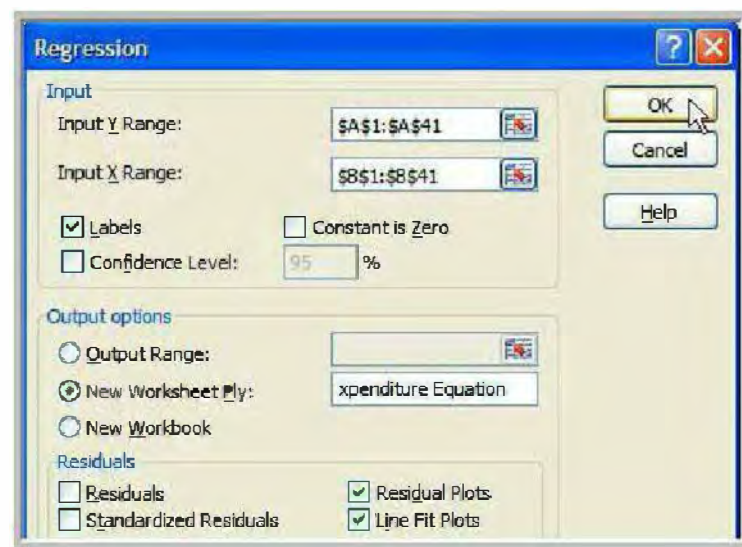 Regression
Input
Input Y Range: $A$1:$A$41
Input X Range: $B$1:$B$41
Labels Constant is Zero
Confidence Level: 95 %
OK
Cancel
Help
Output options
Output Range:
New Worksheet Ply: xpenditure Equation
New Workbook
Residuals
Residuals Residual Plots
Standardized Residuals Line Fit Plots